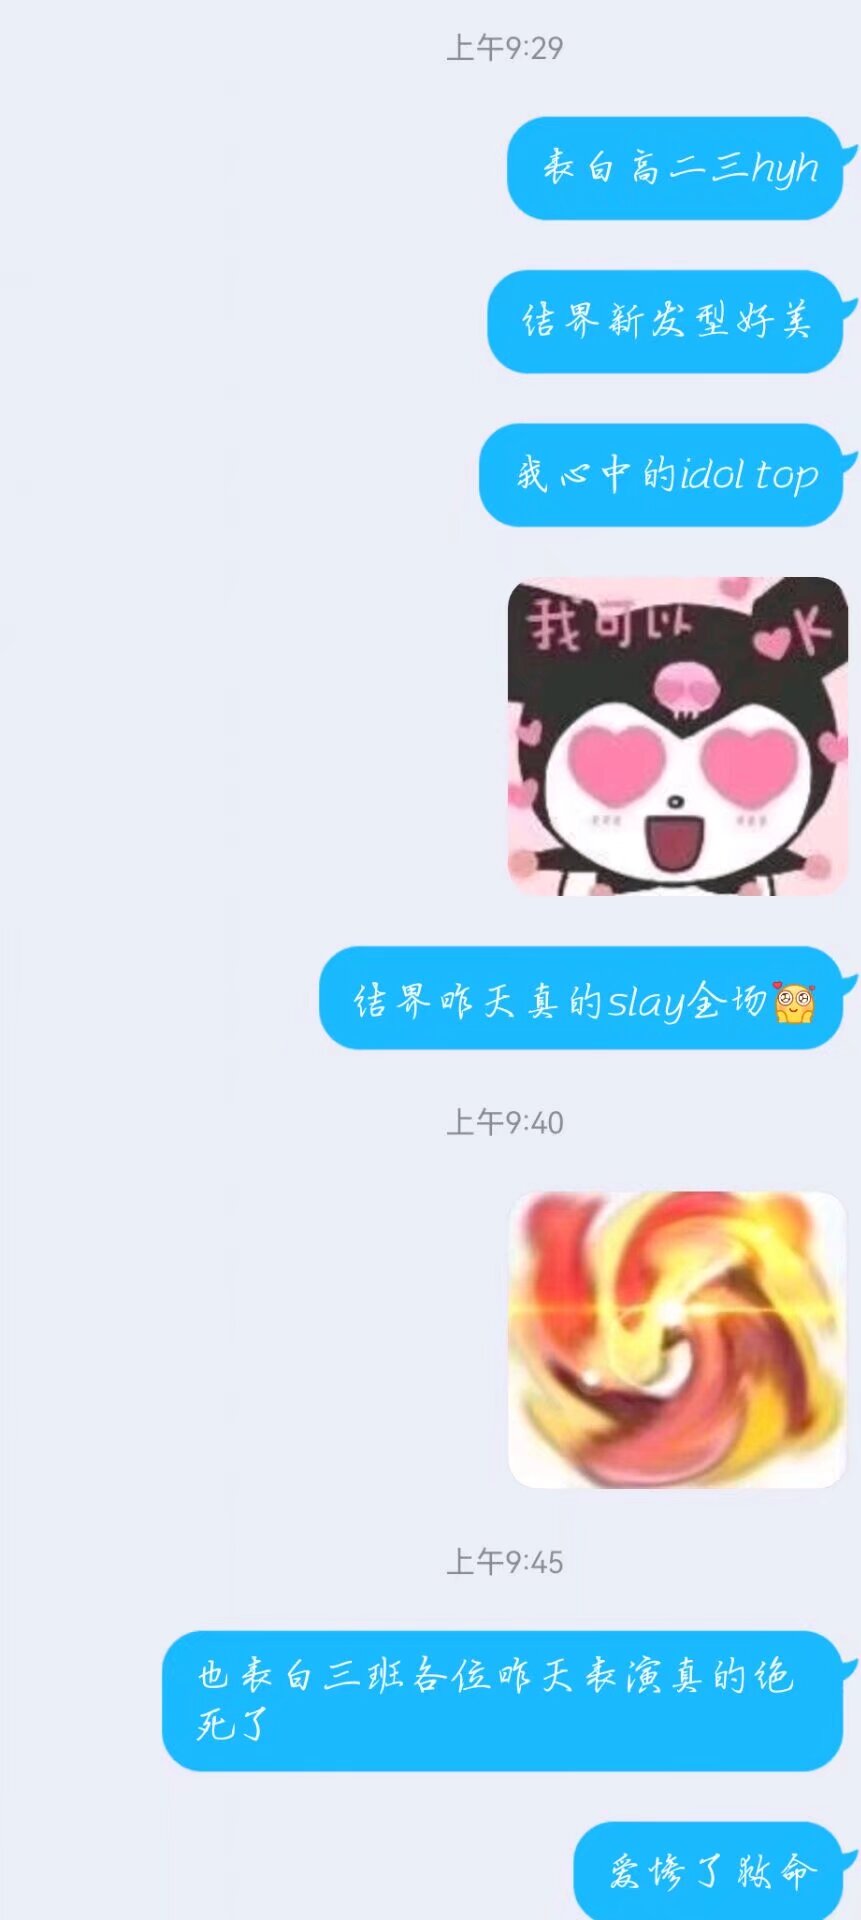 上午9:29
表白高二三hyh
结界新发型好美
我心中的idol top
我可以
K
结界昨天真的slay全场
上午9:40
上午9:45
也表白三班各位昨天表演真的绝
死了
爱惨了救命